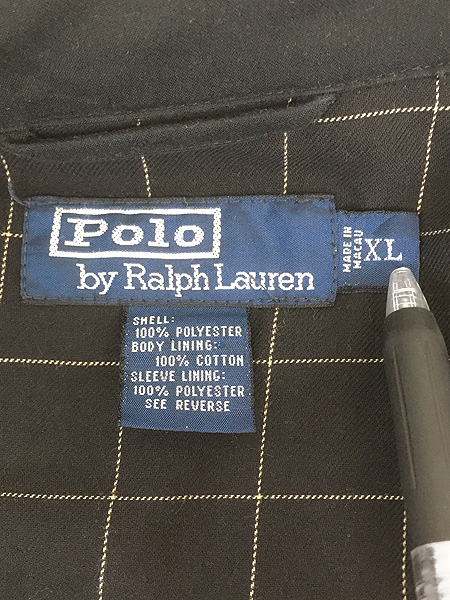 Polo
by Ralph Lauren
MADE IN
MACAU
XL
SHELL:
100% POLYESTER
BODY LINING:
100% COTTON
SLEEVE LINING:
100% POLYESTER
SEE REVERSE